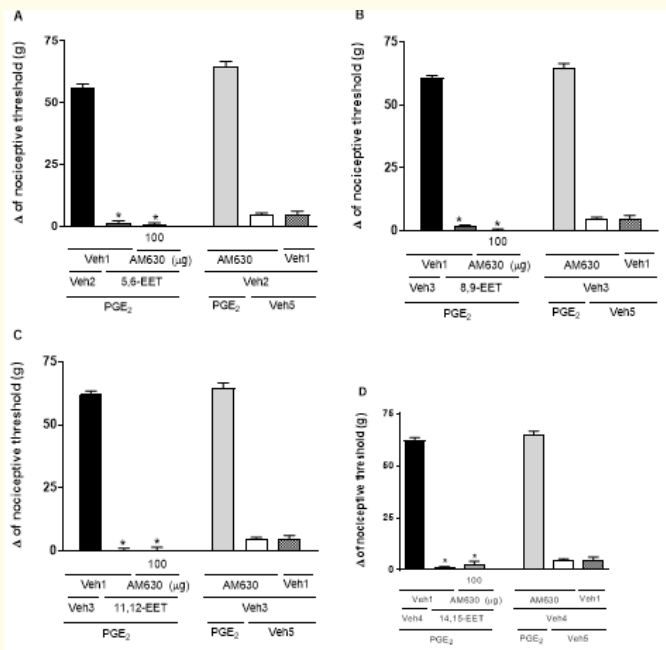 A
Δ of nociceptive threshold (g)
75
50
25
0
* *
100
Veh1 AM630 (μg) AM630 Veh1
Veh2 5,6-EET Veh2
PGE2 PGE2 Veh5
B
Δ of nociceptive threshold (g)
75
50
25
0
* *
100
Veh1 AM630 (μg) AM630 Veh1
Veh3 8,9-EET Veh3
PGE2 PGE2 Veh5
C
Δ of nociceptive threshold (g)
75
50
25
0
* *
100
Veh1 AM630 (μg) AM630 Veh1
Veh3 11,12-EET Veh3
PGE2 PGE2 Veh5
D
Δ of nociceptive threshold (g)
75
50
25
0
* *
100
Veh1 AM630 (μg) AM630 Veh1
Veh4 14,15-EET Veh4
PGE2 PGE2 Veh5